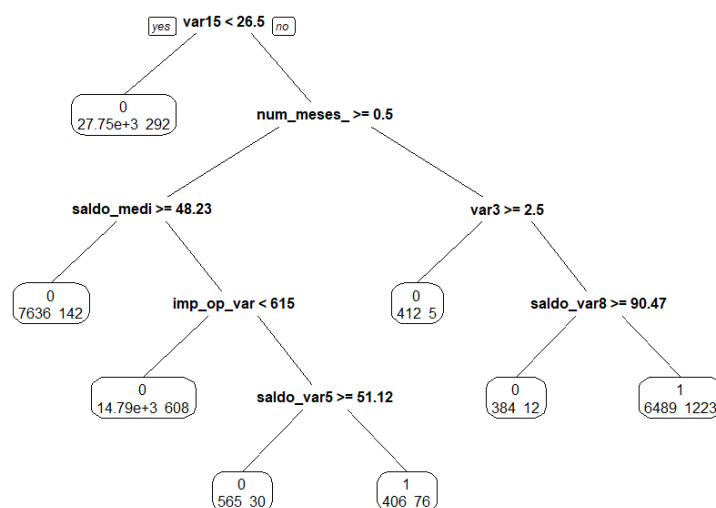 yes var15 < 26.5 no
0
27.75e+3 292
num_meses_ >= 0.5
saldo_medi >= 48.23
var3 >= 2.5
0
7636 142
imp_op_var < 615
0
412 5
saldo_var8 >= 90.47
0
14.79e+3 608
saldo_var5 >= 51.12
0
384 12
1
6489 1223
0
565 30
1
406 76